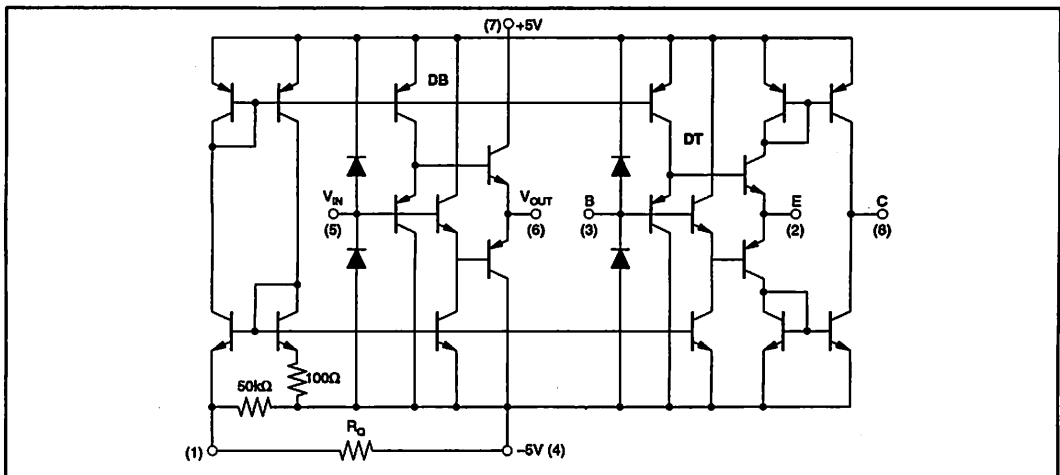 (7) +5V
DB
DT
V_IN
(5)
V_OUT
(6)
B
(3)
E
(2)
C
(8)
50kΩ
100Ω
R_Q
(1)
–5V (4)